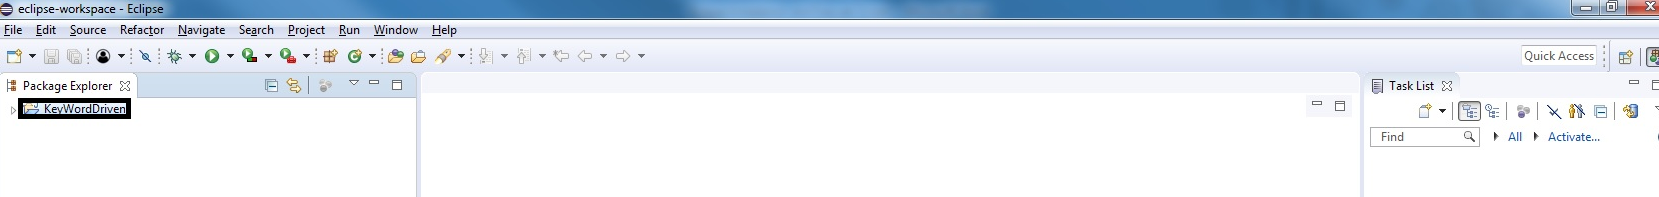 eclipse-workspace - Eclipse
File Edit Source Refactor Navigate Search Project Run Window Help
Quick Access
Package Explorer
Task List
KeyWordDriven
Find All Activate...